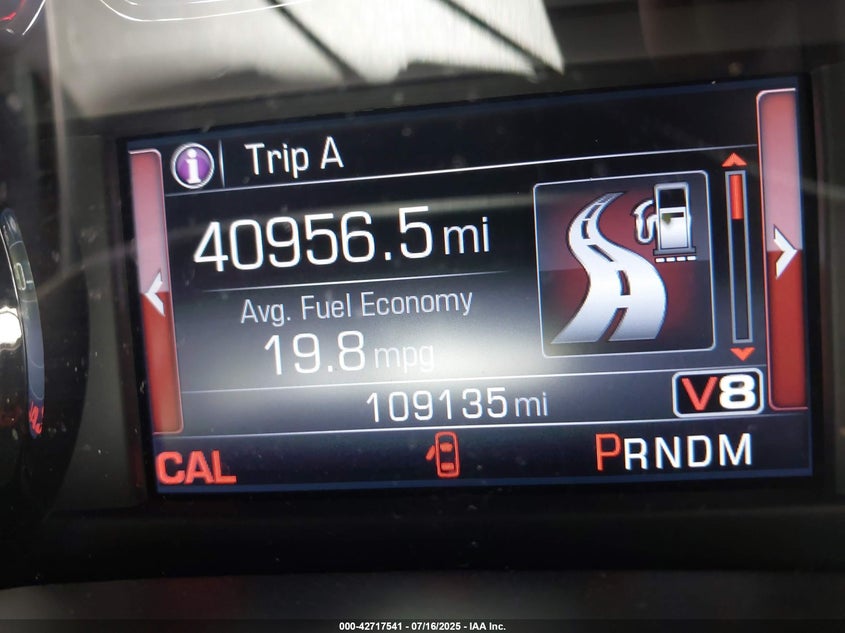 Trip A
40956.5 mi
Avg. Fuel Economy
19.8 mpg
109135 mi
V8
CAL
PRNDM
000-42717541 - 07/16/2025 - IAA Inc.